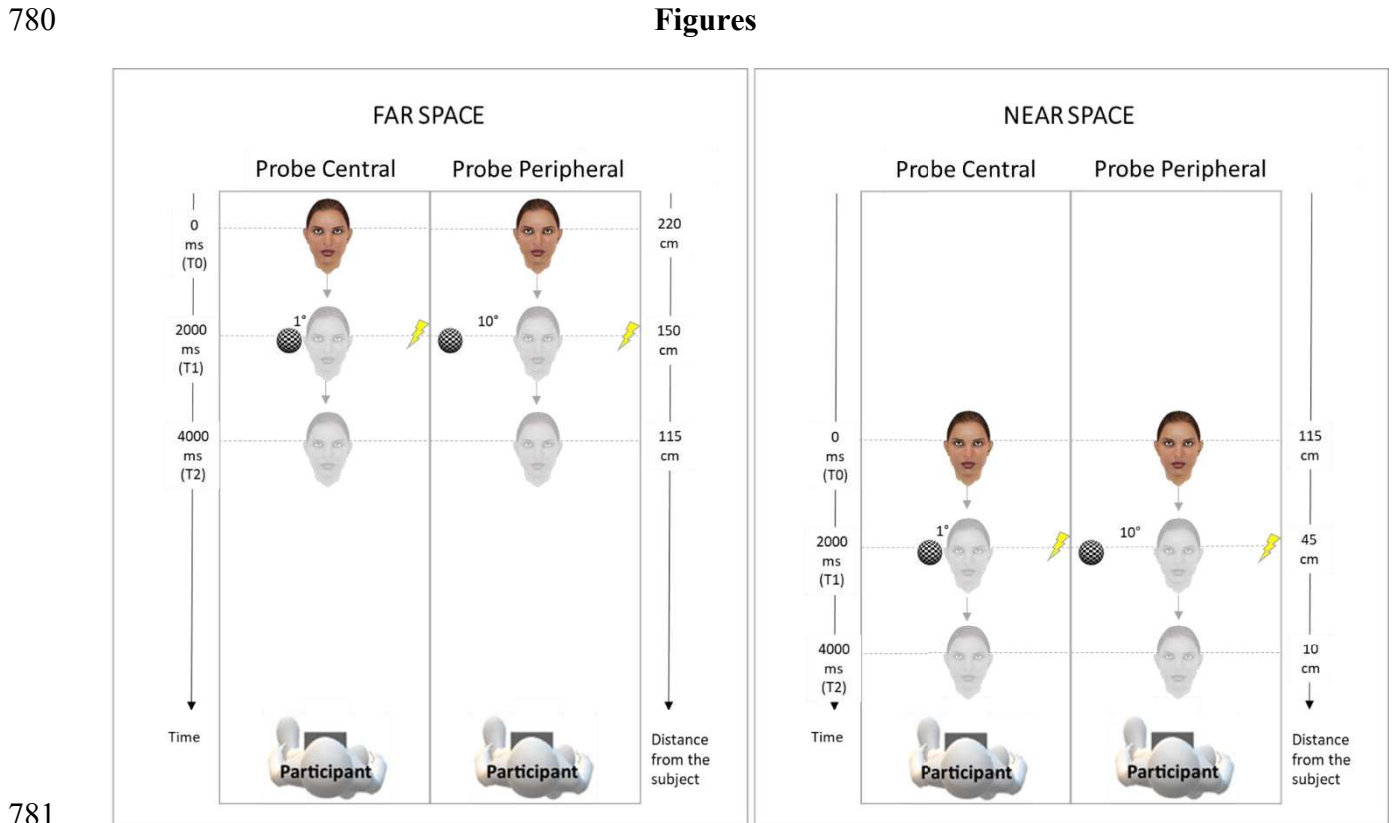 780
Figures
FAR SPACE
Probe Central Probe Peripheral
0
ms
(T0)
220
cm
1° 10°
2000
ms
(T1)
150
cm
4000
ms
(T2)
115
cm
Time
Participant Participant
Distance
from the
subject
NEAR SPACE
Probe Central Probe Peripheral
0
ms
(T0)
115
cm
1° 10°
2000
ms
(T1)
45
cm
4000
ms
(T2)
10
cm
Time
Participant Participant
Distance
from the
subject
781